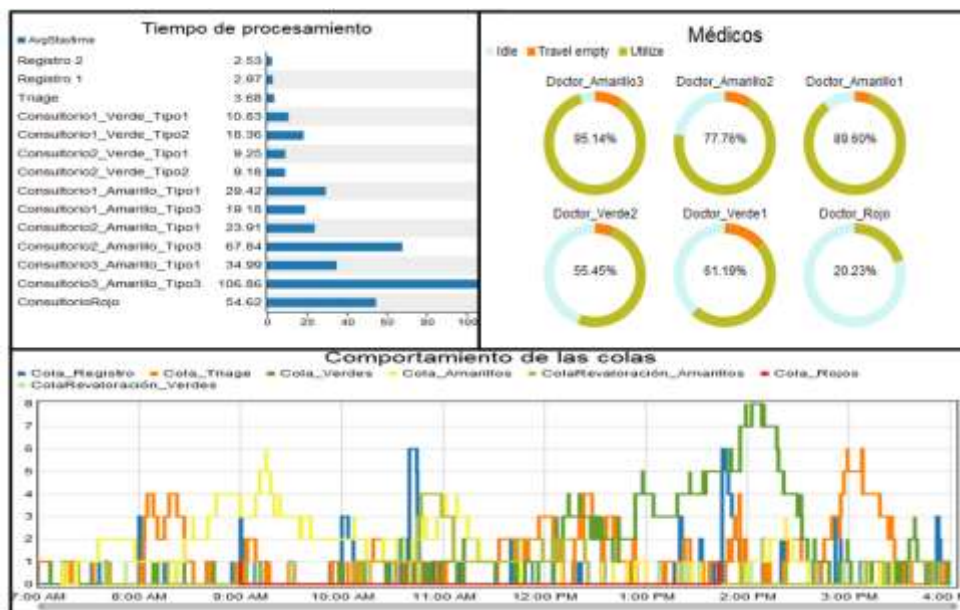 Tiempo de procesamiento
AvgStaytime
Registro 2 2.53
Registro 1 2.97
Triage 3.68
Consultorio1_Verde_Tipo1 10.83
Consultorio1_Verde_Tipo2 18.36
Consultorio2_Verde_Tipo1 9.25
Consultorio2_Verde_Tipo2 9.18
Consultorio1_Amarillo_Tipo1 29.42
Consultorio1_Amarillo_Tipo3 19.18
Consultorio2_Amarillo_Tipo1 23.91
Consultorio2_Amarillo_Tipo3 67.84
Consultorio3_Amarillo_Tipo1 34.99
Consultorio3_Amarillo_Tipo3 106.86
ConsultorioRojo 54.62
0 20 40 60 80 100
Médicos
Idle Travel empty Utilize
Doctor_Amarillo3 Doctor_Amarillo2 Doctor_Amarillo1
95.14% 77.76% 89.60%
Doctor_Verde2 Doctor_Verde1 Doctor_Rojo
55.45% 61.19% 20.23%
Comportamiento de las colas
Cola_Registro Cola_Triage Cola_Verdes Cola_Amarillos ColaRevaloración_Amarillos Cola_Rojos
ColaRevaloración_Verdes
8
7
6
5
4
3
2
1
0
7:00 AM 8:00 AM 9:00 AM 10:00 AM 11:00 AM 12:00 PM 1:00 PM 2:00 PM 3:00 PM 4:00